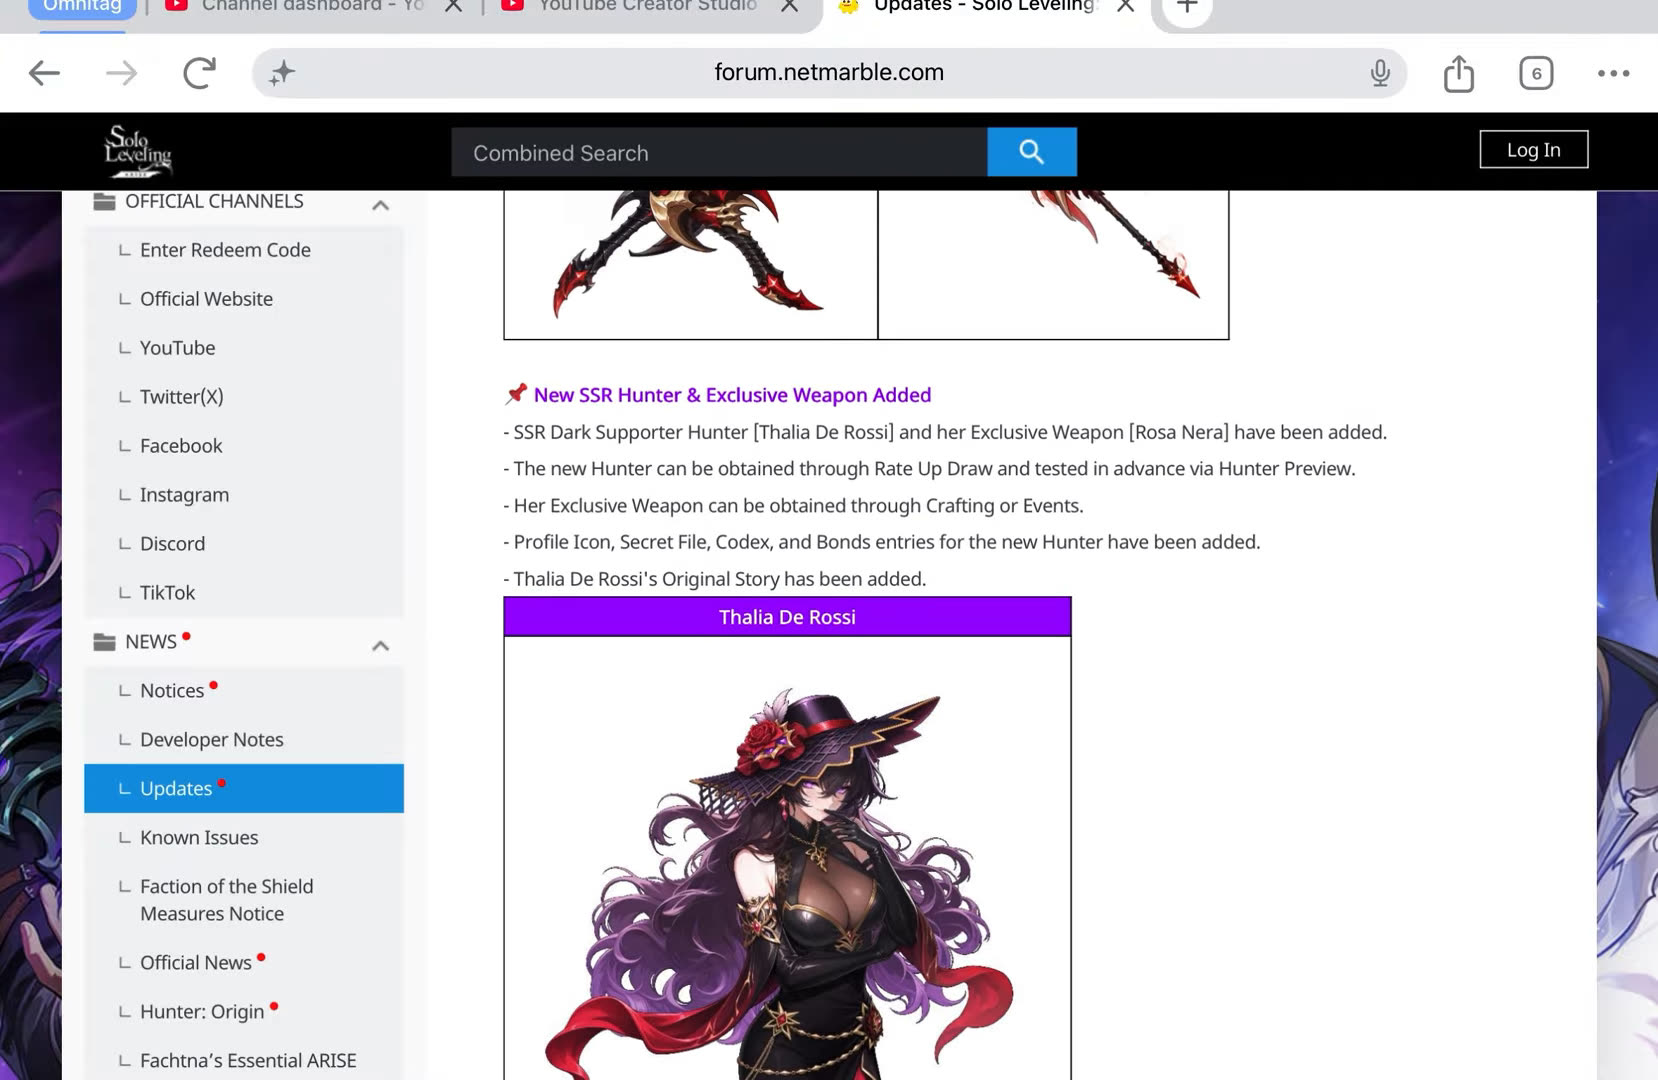 Omnitag
Channel dashboard - Yo
YouTube Creator Studio
Updates - Solo Leveling:
forum.netmarble.com
6
Solo
Leveling
ARISE
Combined Search
Log In
OFFICIAL CHANNELS
Enter Redeem Code
Official Website
YouTube
Twitter(X)
Facebook
Instagram
Discord
TikTok
NEWS
Notices
Developer Notes
Updates
Known Issues
Faction of the Shield
Measures Notice
Official News
Hunter: Origin
Fachtna’s Essential ARISE
New SSR Hunter & Exclusive Weapon Added
- SSR Dark Supporter Hunter [Thalia De Rossi] and her Exclusive Weapon [Rosa Nera] have been added.
- The new Hunter can be obtained through Rate Up Draw and tested in advance via Hunter Preview.
- Her Exclusive Weapon can be obtained through Crafting or Events.
- Profile Icon, Secret File, Codex, and Bonds entries for the new Hunter have been added.
- Thalia De Rossi's Original Story has been added.
Thalia De Rossi